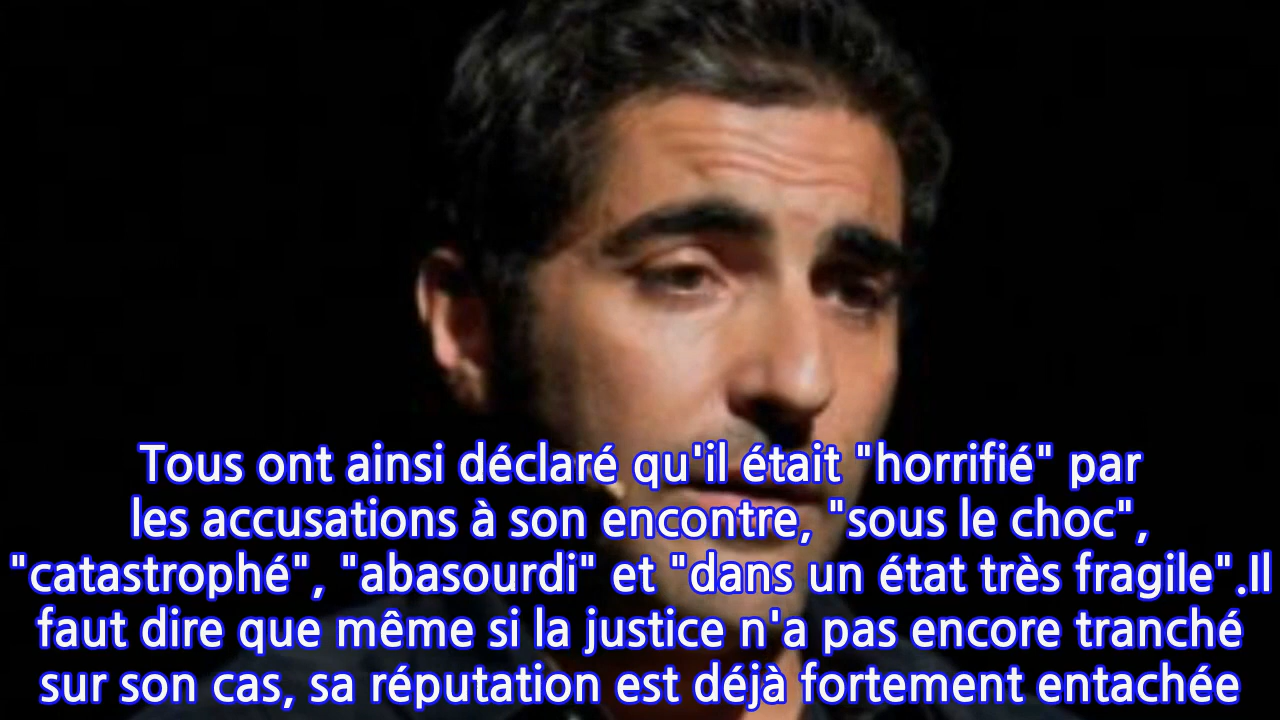 Tous ont ainsi déclaré qu'il était "horrifié" par
les accusations à son encontre, "sous le choc",
"catastrophé", "abasourdi" et "dans un état très fragile".Il
faut dire que même si la justice n'a pas encore tranché
sur son cas, sa réputation est déjà fortement entachée